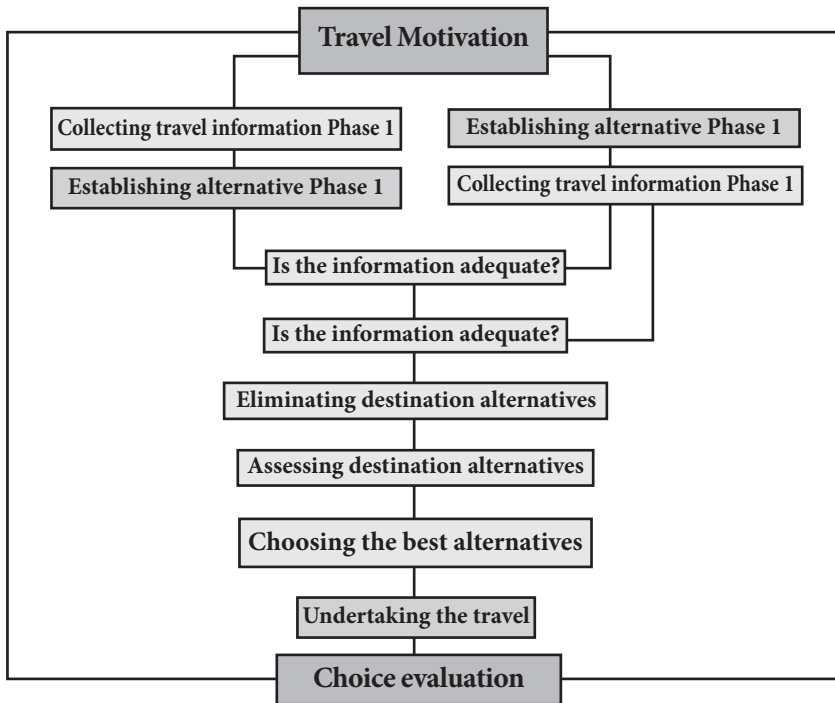 Travel Motivation
Collecting travel information Phase 1
Establishing alternative Phase 1
Establishing alternative Phase 1
Collecting travel information Phase 1
Is the information adequate?
Is the information adequate?
Eliminating destination alternatives
Assessing destination alternatives
Choosing the best alternatives
Undertaking the travel
Choice evaluation